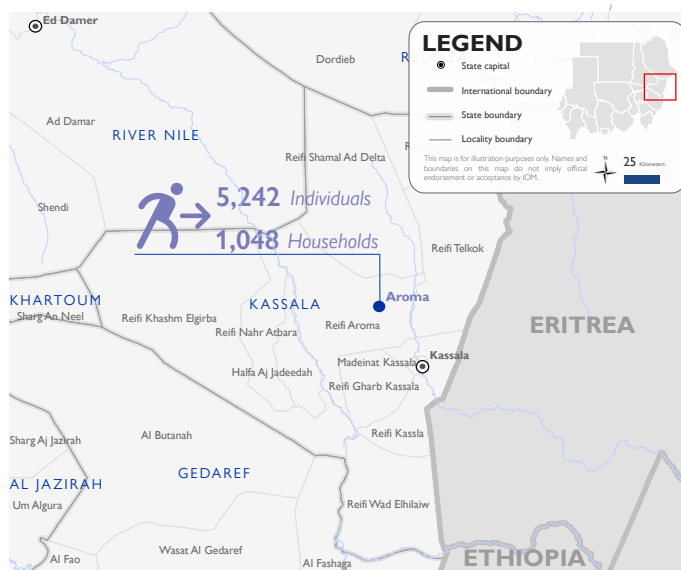 Ed Damer
LEGEND
State capital
International boundary
State boundary
Locality boundary
This map is for illustration purposes only. Names and
boundaries on this map do not imply official
endorsement or acceptance by IOM.
N
25 Kilometers
Dordieb
Ad Damar
RIVER NILE
Reifi Shamal Ad Delta
5,242 Individuals
Shendi
1,048 Households
Reifi Telkok
KHARTOUM
KASSALA
Aroma
Sharg An Neel
Reifi Khashm Elgirba
Reifi Nahr Atbara
Reifi Aroma
ERITREA
Madeinat Kassala
Kassala
Halfa Aj Jadeedah
Reifi Gharb Kassala
Sharg Aj Jazirah
Al Butanah
Reifi Kassla
AL JAZIRAH
GEDAREF
Um Algura
Reifi Wad Elhilaiw
Al Fao
Wasat Al Gedaref
Al Fashaga
ETHIOPIA